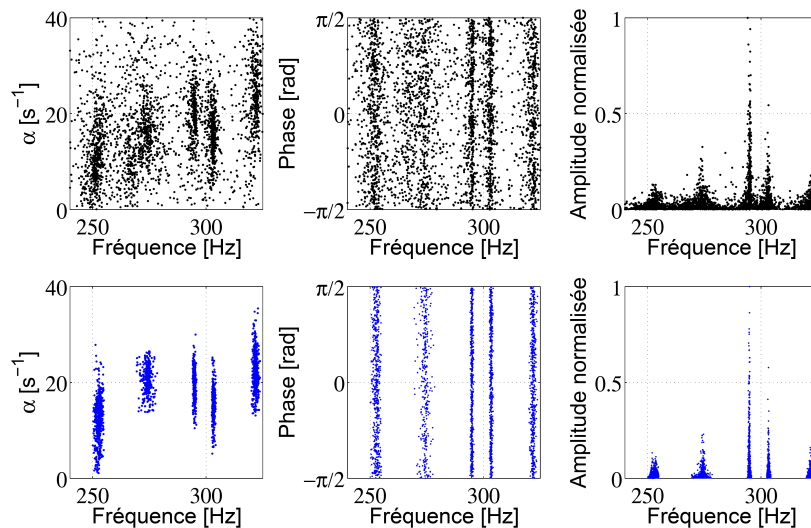 40
20
0
α [s⁻¹]
250
300
Fréquence [Hz]
π/2
0
−π/2
Phase [rad]
250
300
Fréquence [Hz]
1
0.5
0
Amplitude normalisée
250
300
Fréquence [Hz]
40
20
0
α [s⁻¹]
250
300
Fréquence [Hz]
π/2
0
−π/2
Phase [rad]
250
300
Fréquence [Hz]
1
0.5
0
Amplitude normalisée
250
300
Fréquence [Hz]